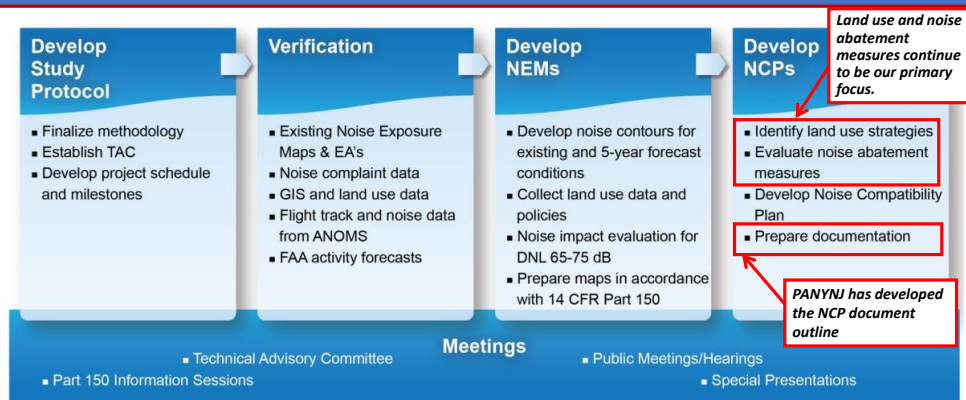 Develop
Study
Protocol
▪ Finalize methodology
▪ Establish TAC
▪ Develop project schedule
and milestones
Verification
▪ Existing Noise Exposure
Maps & EA's
▪ Noise complaint data
▪ GIS and land use data
▪ Flight track and noise data
from ANOMS
▪ FAA activity forecasts
Develop
NEMs
▪ Develop noise contours for
existing and 5-year forecast
conditions
▪ Collect land use data and
policies
▪ Noise impact evaluation for
DNL 65-75 dB
▪ Prepare maps in accordance
with 14 CFR Part 150
Develop
NCPs
Land use and noise
abatement
measures continue
to be our primary
focus.
▪ Identify land use strategies
▪ Evaluate noise abatement
measures
▪ Develop Noise Compatibility
Plan
▪ Prepare documentation
PANYNJ has developed
the NCP document
outline
Meetings
▪ Technical Advisory Committee
▪ Public Meetings/Hearings
▪ Part 150 Information Sessions
▪ Special Presentations